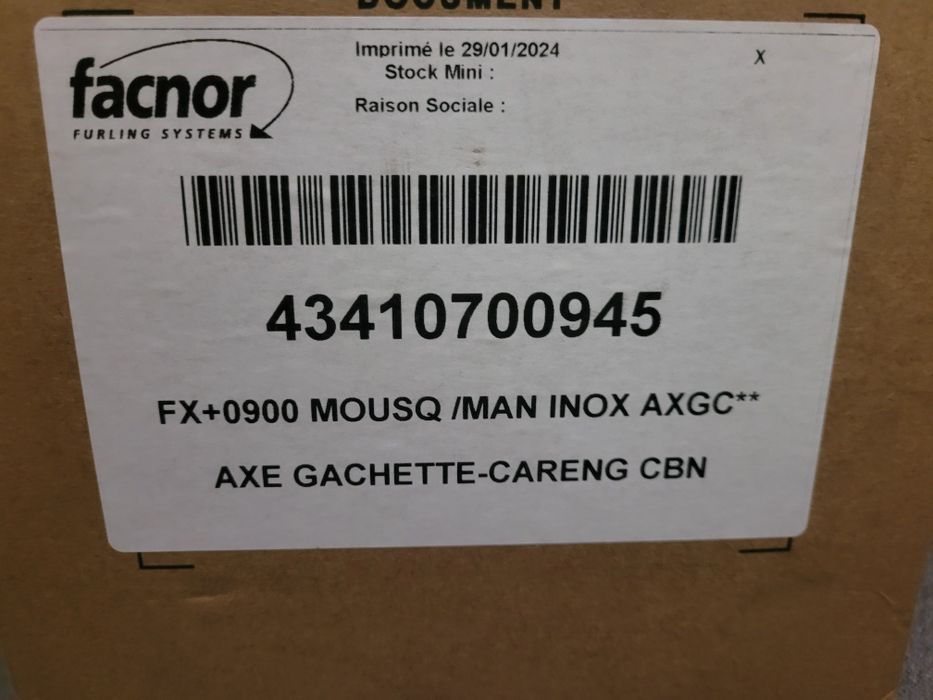 DOCUMENT
facnor
FURLING SYSTEMS
Imprimé le 29/01/2024
X
Stock Mini :
Raison Sociale :
43410700945
FX+0900 MOUSQ /MAN INOX AXGC**
AXE GACHETTE-CARENG CBN